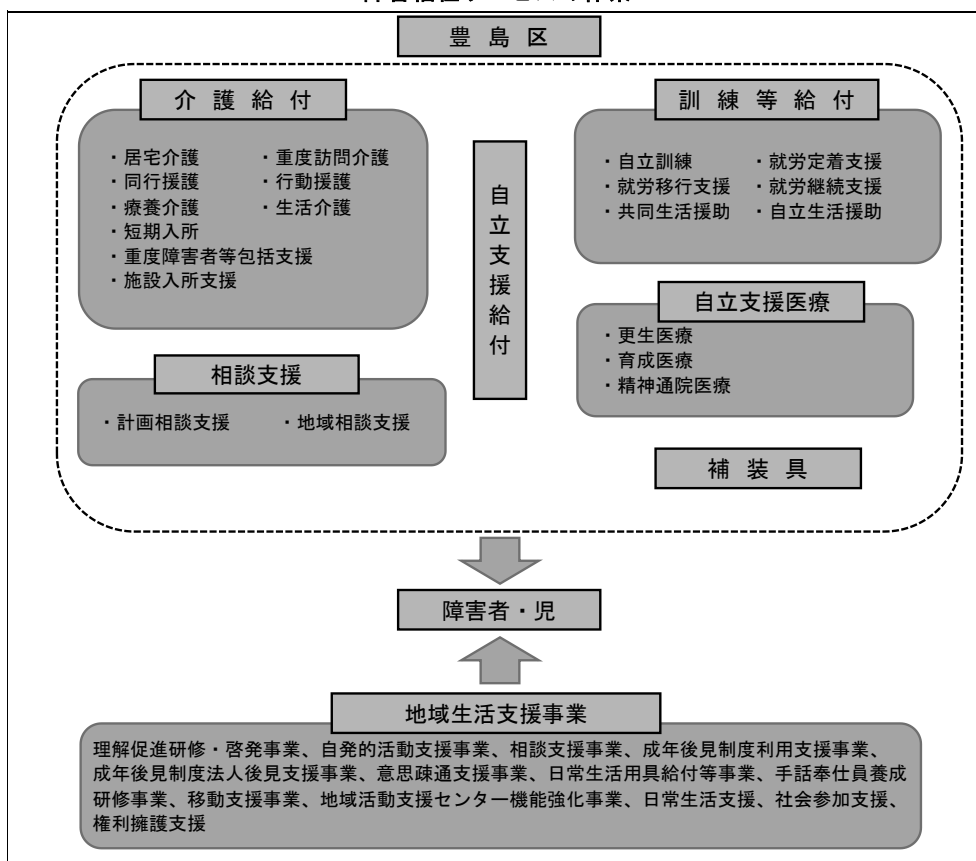 豊島区
介護給付
・居宅介護 ・重度訪問介護
・同行援護 ・行動援護
・療養介護 ・生活介護
・短期入所
・重度障害者等包括支援
・施設入所支援
相談支援
・計画相談支援 ・地域相談支援
自立支援給付
訓練等給付
・自立訓練 ・就労定着支援
・就労移行支援 ・就労継続支援
・共同生活援助 ・自立生活援助
自立支援医療
・更生医療
・育成医療
・精神通院医療
補装具
障害者・児
地域生活支援事業
理解促進研修・啓発事業、自発的活動支援事業、相談支援事業、成年後見制度利用支援事業、
成年後見制度法人後見支援事業、意思疎通支援事業、日常生活用具給付等事業、手話奉仕員養成
研修事業、移動支援事業、地域活動支援センター機能強化事業、日常生活支援、社会参加支援、
権利擁護支援